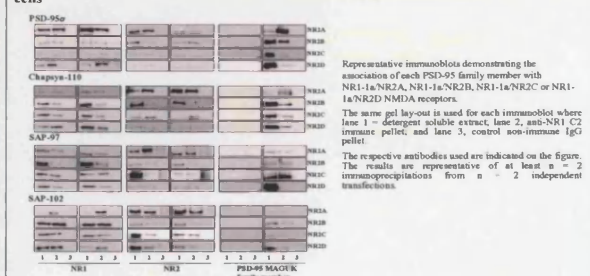 cells
PSD-95α
NR2A
NR2B
NR2C
NR2D
Chapsyn-110
NR2A
NR2B
NR2C
NR2D
SAP-97
NR2A
NR2B
NR2C
NR2D
SAP-102
NR2A
NR2B
NR2C
NR2D
1 2 3 1 2 3 1 2 3 1 2 3 1 2 3 1 2 3
NR1 NR2 PSD-95 MAGUK
Representative immunoblots demonstrating the
association of each PSD-95 family member with
NR1-1a/NR2A, NR1-1a/NR2B, NR1-1a/NR2C or NR1-
1a/NR2D NMDA receptors.
The same gel lay-out is used for each immunoblot where
lane 1 = detergent soluble extract, lane 2, anti-NR1 C2
immune pellet, and lane 3, control non-immune IgG
pellet.
The respective antibodies used are indicated on the figure.
The results are representative of at least n = 2
immunoprecipitations from n = 2 independent
transfections.